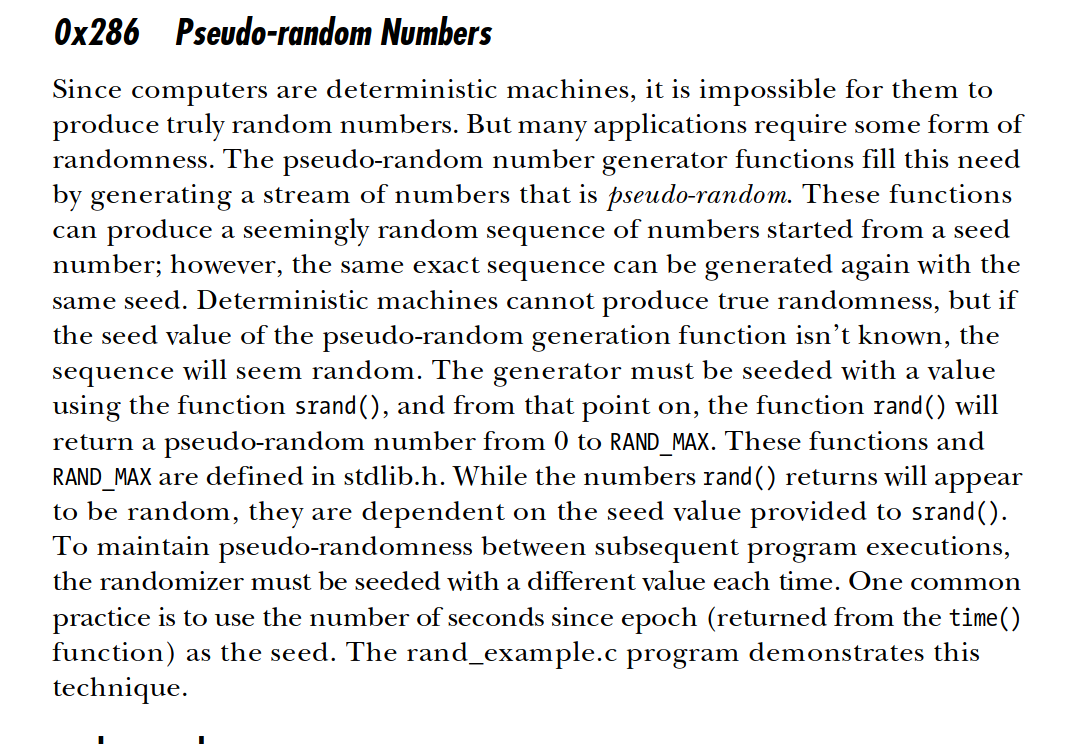 0x286 Pseudo-random Numbers
Since computers are deterministic machines, it is impossible for them to
produce truly random numbers. But many applications require some form of
randomness. The pseudo-random number generator functions fill this need
by generating a stream of numbers that is pseudo-random. These functions
can produce a seemingly random sequence of numbers started from a seed
number; however, the same exact sequence can be generated again with the
same seed. Deterministic machines cannot produce true randomness, but if
the seed value of the pseudo-random generation function isn’t known, the
sequence will seem random. The generator must be seeded with a value
using the function srand(), and from that point on, the function rand() will
return a pseudo-random number from 0 to RAND_MAX. These functions and
RAND_MAX are defined in stdlib.h. While the numbers rand() returns will appear
to be random, they are dependent on the seed value provided to srand().
To maintain pseudo-randomness between subsequent program executions,
the randomizer must be seeded with a different value each time. One common
practice is to use the number of seconds since epoch (returned from the time()
function) as the seed. The rand_example.c program demonstrates this
technique.